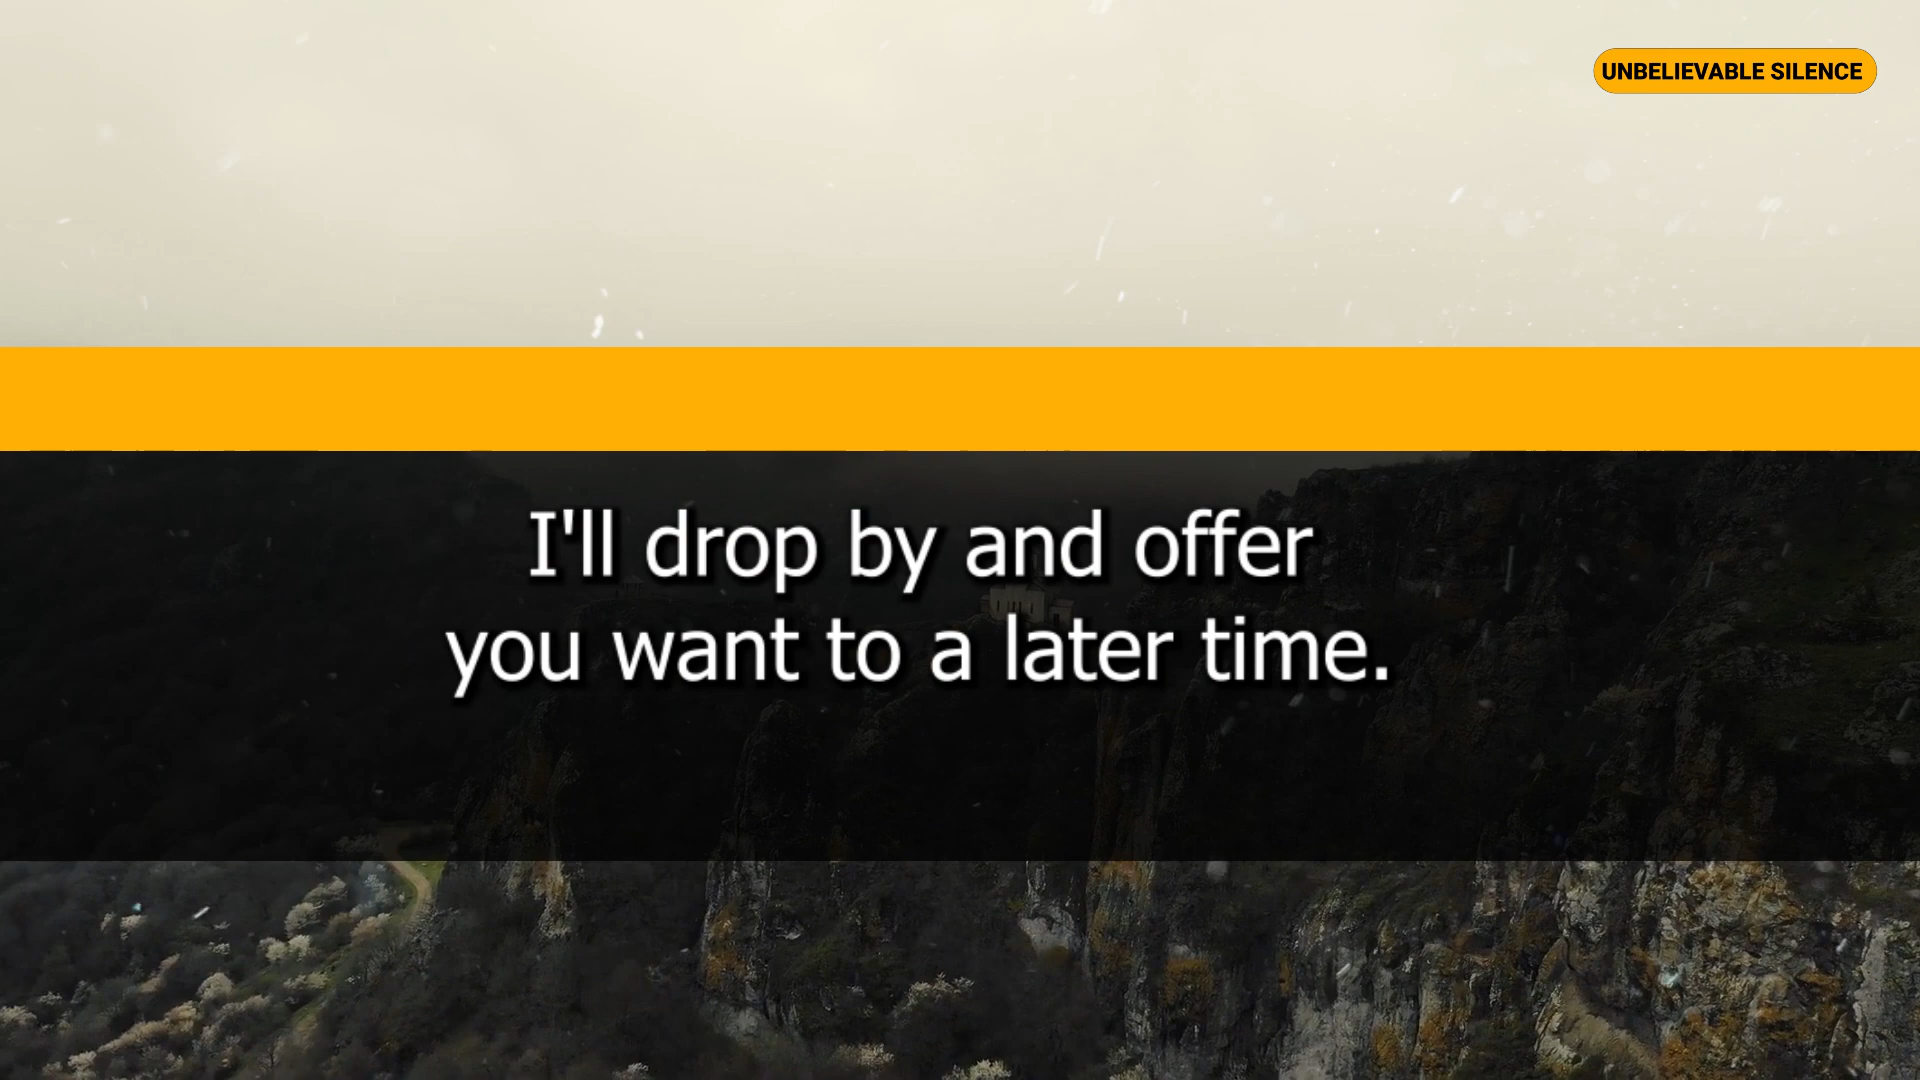 UNBELIEVABLE SILENCE
I'll drop by and offer
you want to a later time.